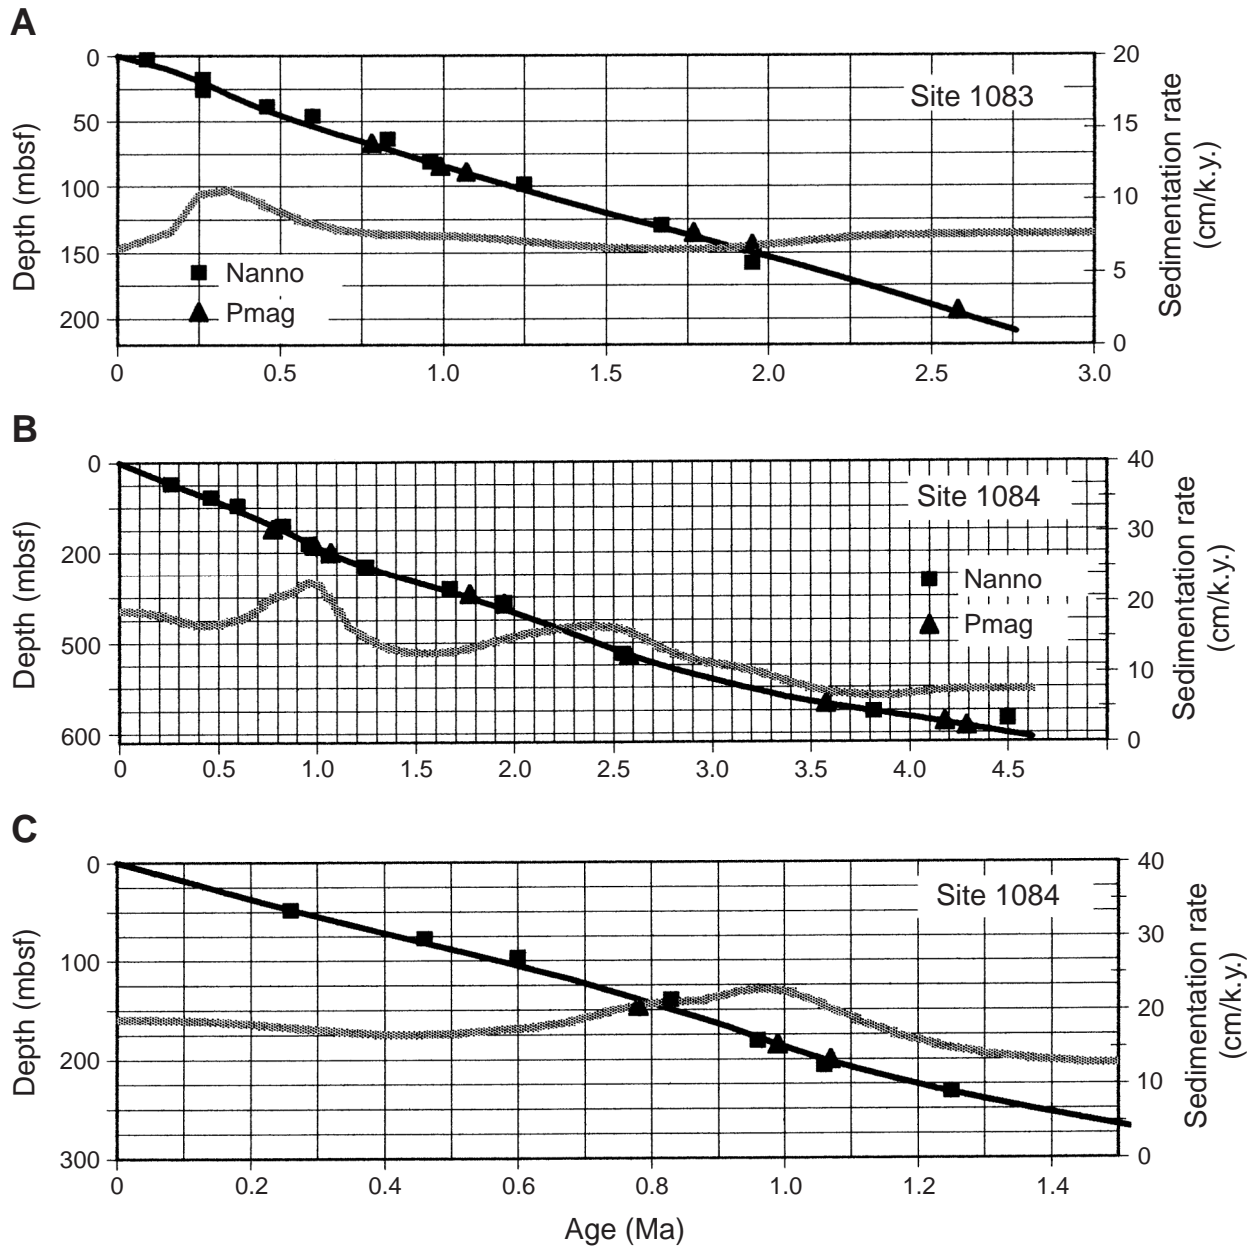 A
0
50
100
150
200
Depth (mbsf)
Site 1083
Nanno
Pmag
20
15
10
5
0
Sedimentation rate
(cm/k.y.)
0 0.5 1.0 1.5 2.0 2.5 3.0
B
0
200
500
600
Depth (mbsf)
Site 1084
Nanno
Pmag
40
30
20
10
0
Sedimentation rate
(cm/k.y.)
0 0.5 1.0 1.5 2.0 2.5 3.0 3.5 4.0 4.5
C
0
100
200
300
Depth (mbsf)
Site 1084
40
30
20
10
0
Sedimentation rate
(cm/k.y.)
0 0.2 0.4 0.6 0.8 1.0 1.2 1.4
Age (Ma)